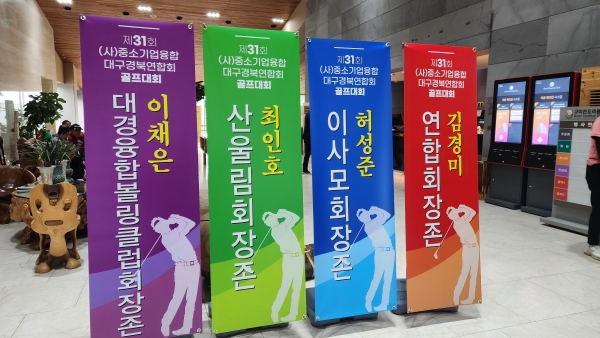 제31회
(사)중소기업융합
대구경북연합회
골프대회
이채은
대경융합볼링클럽회장존
제31회
(사)중소기업융합
대구경북연합회
골프대회
최인호
산울림회장존
제31회
(사)중소기업융합
대구경북연합회
골프대회
허성준
이사모회장존
제31회
(사)중소기업융합
대구경북연합회
골프대회
김경미
연합회장존